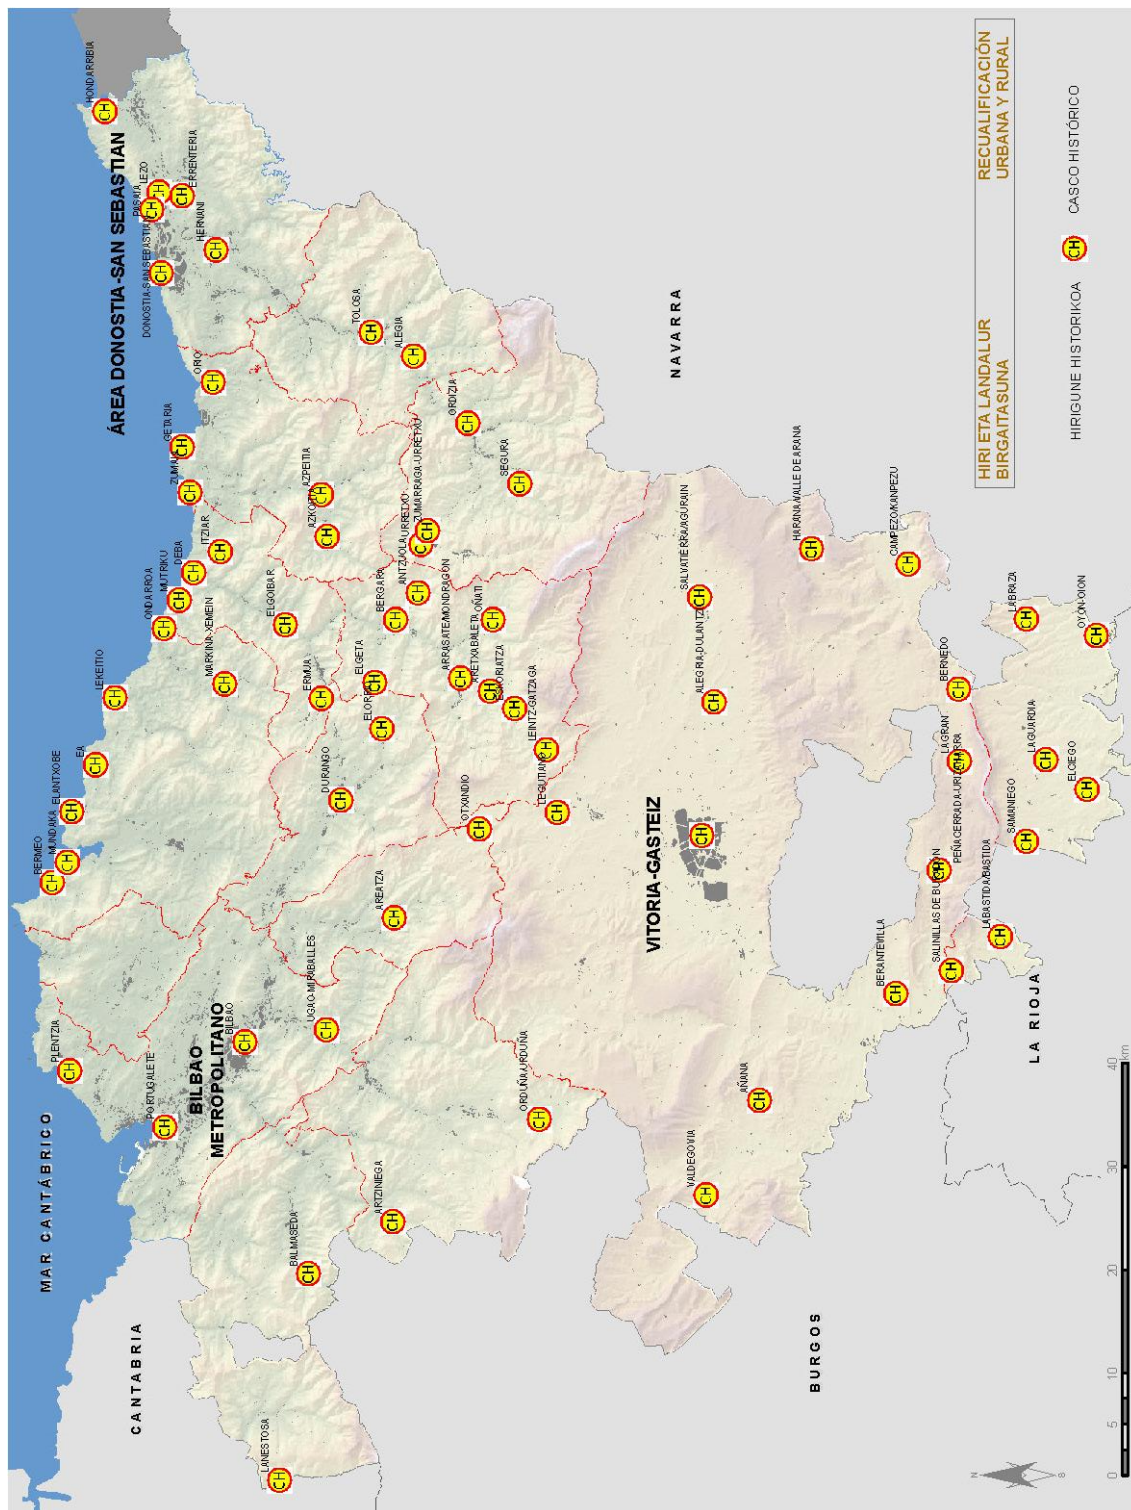 MAR CANTÁBRICO
BERMEO
MUNDAKA
ELANTXOBE
PLENTZIA
EA
HONDARRIBIA
LEKEITIO
ÁREA DONOSTIA-SAN SEBASTIAN
CANTABRIA
PASAIA
LEZO
DONOSTIA-SAN SEBASTIAN
ONDARROA
PORTUGALETE
MUTRIKU
GETARIA
ZUMAIA
DEBA
ERRENTERIA
BILBAO
METROPOLITANO
ORIO
HERNANI
ITZIAR
MARKINA-XEMEIN
BILBAO
LANESTOSA
ELGOIBAR
BALMASEDA
ERMUA
AZPEITIA
UGAO-MIRABALLES
AZKOITIA
DURANGO
TOLOSA
ELGETA
ELORRIO
ARTZINIEGA
AREATZA
BERGARA
ALEGIA
ANTZUOLA
URRETXU
ZUMARRAGA-URRETXU
ARRASATE/MONDRAGON
ORDIZIA
OTXANDIO
ARETXABALETA
OÑATI
ESKORIATZA
SEGURA
ORDUÑA-URDUÑA
LEINTZ-GATZAGA
LEGUTIANO
VITORIA-GASTEIZ
NAVARRA
SALVATIERRA/AGURAIN
VALDEGOVIA
ALEGRIA-DULANTZI
AÑANA
HARANA/VALLE DE ARANA
BURGOS
BERANTEVILLA
CAMPEZO/KANPEZU
SALINILLAS DE BURADON
BERNEDO
LAGRAN
PEÑACERRADA-URIZAHARRA
LABASTIDA/BASTIDA
SAMANIEGO
LABRAZA
LAGUARDIA
LA RIOJA
ELCIEGO
OYON-OION
HIRI ETA LANDALUR
BIRGAITASUNA
RECUALIFICACIÓN
URBANA Y RURAL
HIRIGUNE HISTORIKOA
CH
CASCO HISTÓRICO
N
S
0 5 10 20 30 40 km